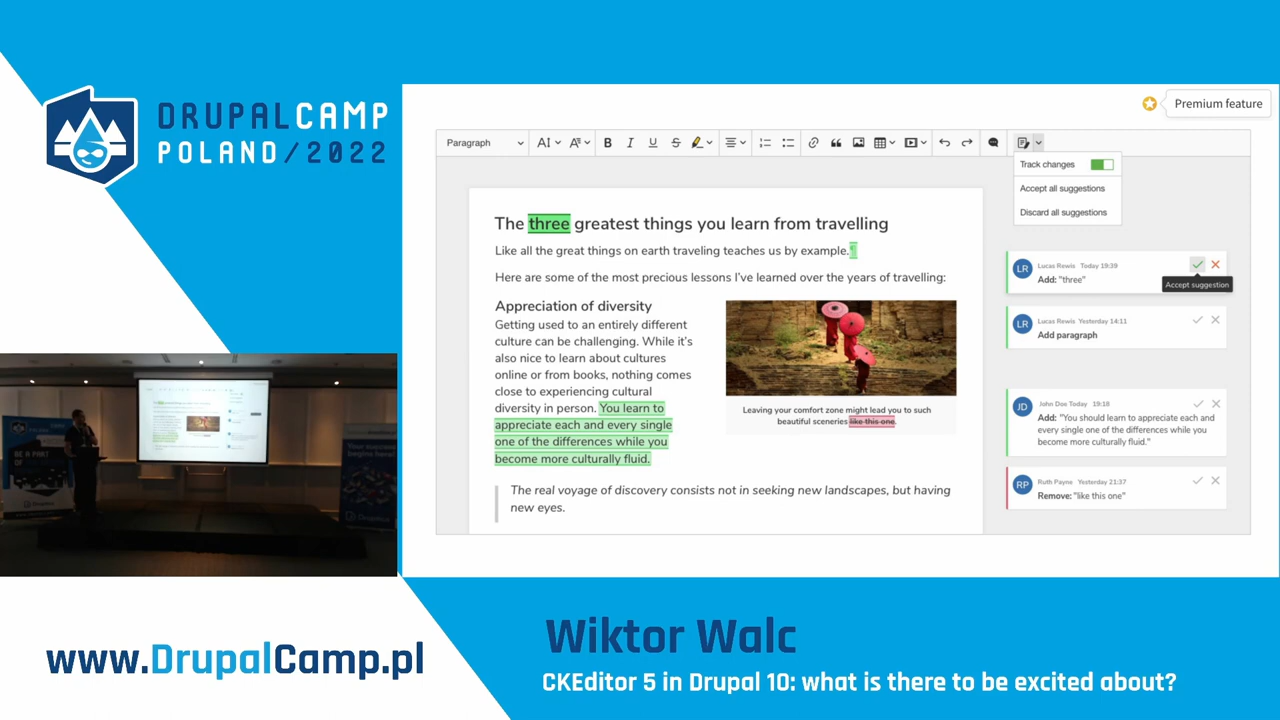 DRUPALCAMP
POLAND/2022
Premium feature
Paragraph
Track changes
Accept all suggestions
Discard all suggestions
The three greatest things you learn from travelling
Like all the great things on earth traveling teaches us by example.¶
Here are some of the most precious lessons I've learned over the years of travelling:
Appreciation of diversity
Getting used to an entirely different
culture can be challenging. While it's
also nice to learn about cultures
online or from books, nothing comes
close to experiencing cultural
diversity in person. You learn to
appreciate each and every single
one of the differences while you
become more culturally fluid.
Leaving your comfort zone might lead you to such
beautiful sceneries like this one.
The real voyage of discovery consists not in seeking new landscapes, but having
new eyes.
LR
Lucas Rewis Today 19:39
Add: "three"
Accept suggestion
LR
Lucas Rewis Yesterday 14:11
Add paragraph
JD
John Doe Today 19:18
Add: "You should learn to appreciate each and
every single one of the differences while you
become more culturally fluid."
RP
Ruth Payne Yesterday 21:37
Remove: "like this one"
BE A PART
OF
www.DrupalCamp.pl
Wiktor Walc
CKEditor 5 in Drupal 10: what is there to be excited about?